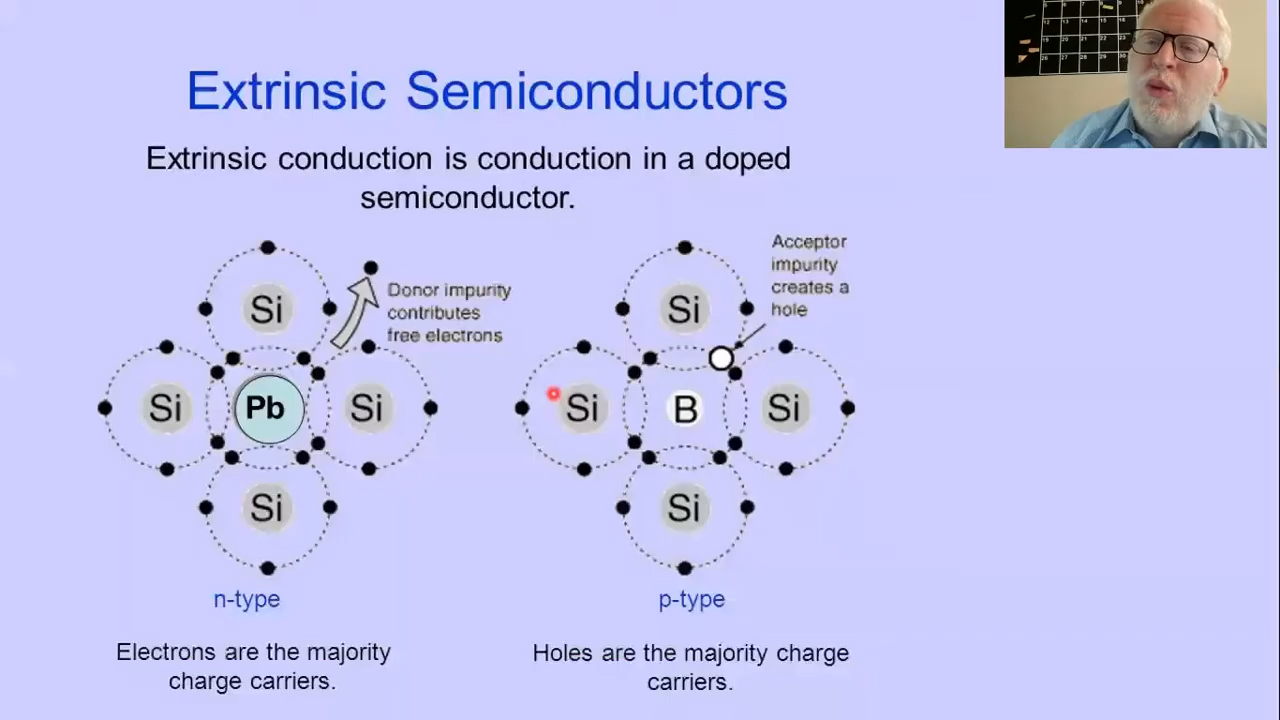 Extrinsic Semiconductors
Extrinsic conduction is conduction in a doped
semiconductor.
Si
Donor impurity
contributes
free electrons
Si
Pb
Si
Si
n-type
Electrons are the majority
charge carriers.
Acceptor
impurity
creates a
hole
Si
Si
B
Si
Si
p-type
Holes are the majority charge
carriers.